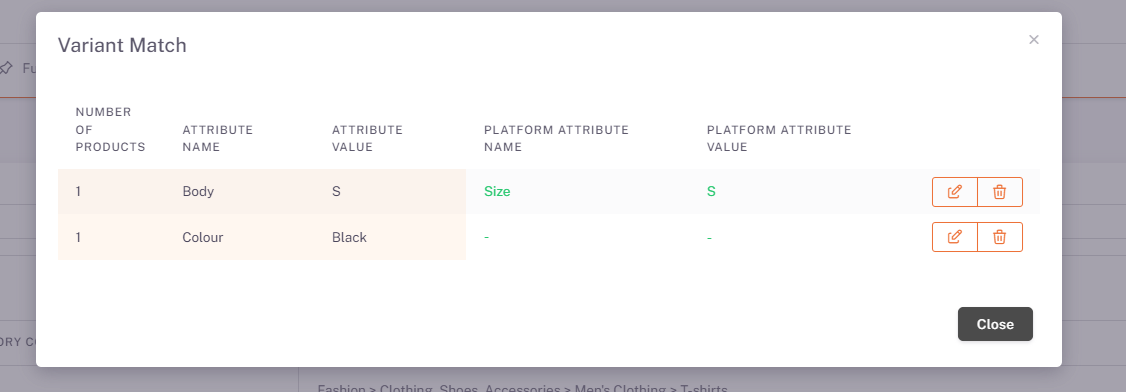 Variant Match
×
Fu
NUMBER
OF
PRODUCTS
ATTRIBUTE
NAME
ATTRIBUTE
VALUE
PLATFORM ATTRIBUTE
NAME
PLATFORM ATTRIBUTE
VALUE
1 Body S Size S
1 Colour Black - -
Close
ORY C
Fashion > Clothing, Shoes, Accessories > Men's Clothing > T-shirts